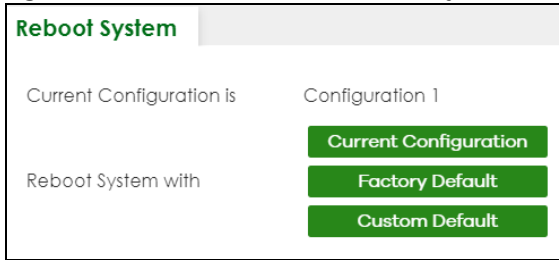 Reboot System
Current Configuration is Configuration 1
Current Configuration
Reboot System with Factory Default
Custom Default